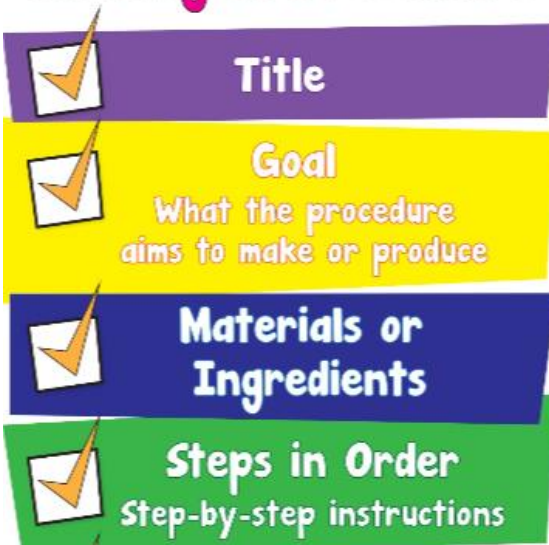 Title
Goal
What the procedure
aims to make or produce
Materials or
Ingredients
Steps in Order
Step-by-step instructions